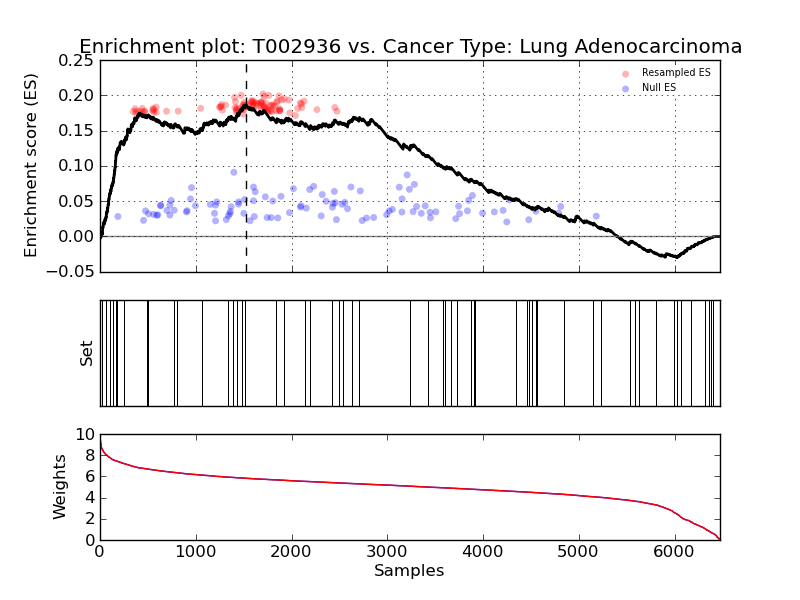 Enrichment plot: T002936 vs. Cancer Type: Lung Adenocarcinoma
0.25
0.20
0.15
0.10
0.05
0.00
−0.05
Enrichment score (ES)
Resampled ES
Null ES
Set
10
8
6
4
2
0
Weights
0 1000 2000 3000 4000 5000 6000
Samples